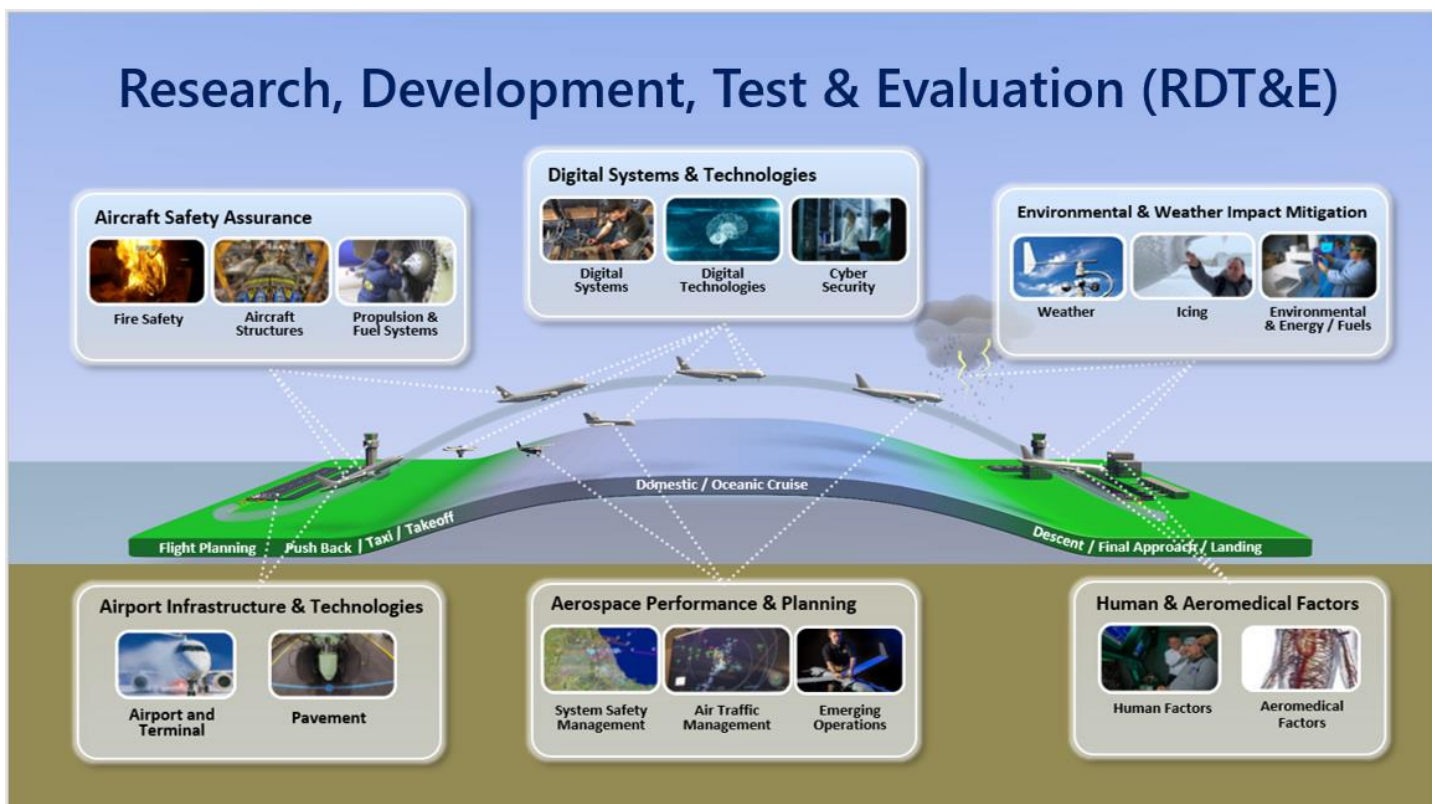 Research, Development, Test & Evaluation (RDT&E)
Digital Systems & Technologies
Digital
Systems
Digital
Technologies
Cyber
Security
Aircraft Safety Assurance
Fire Safety
Aircraft
Structures
Propulsion &
Fuel Systems
Environmental & Weather Impact Mitigation
Weather
Icing
Environmental
& Energy / Fuels
Flight Planning
Push Back / Taxi / Takeoff
Domestic / Oceanic Cruise
Descent / Final Approach / Landing
Airport Infrastructure & Technologies
Airport and
Terminal
Pavement
Aerospace Performance & Planning
System Safety
Management
Air Traffic
Management
Emerging
Operations
Human & Aeromedical Factors
Human Factors
Aeromedical
Factors